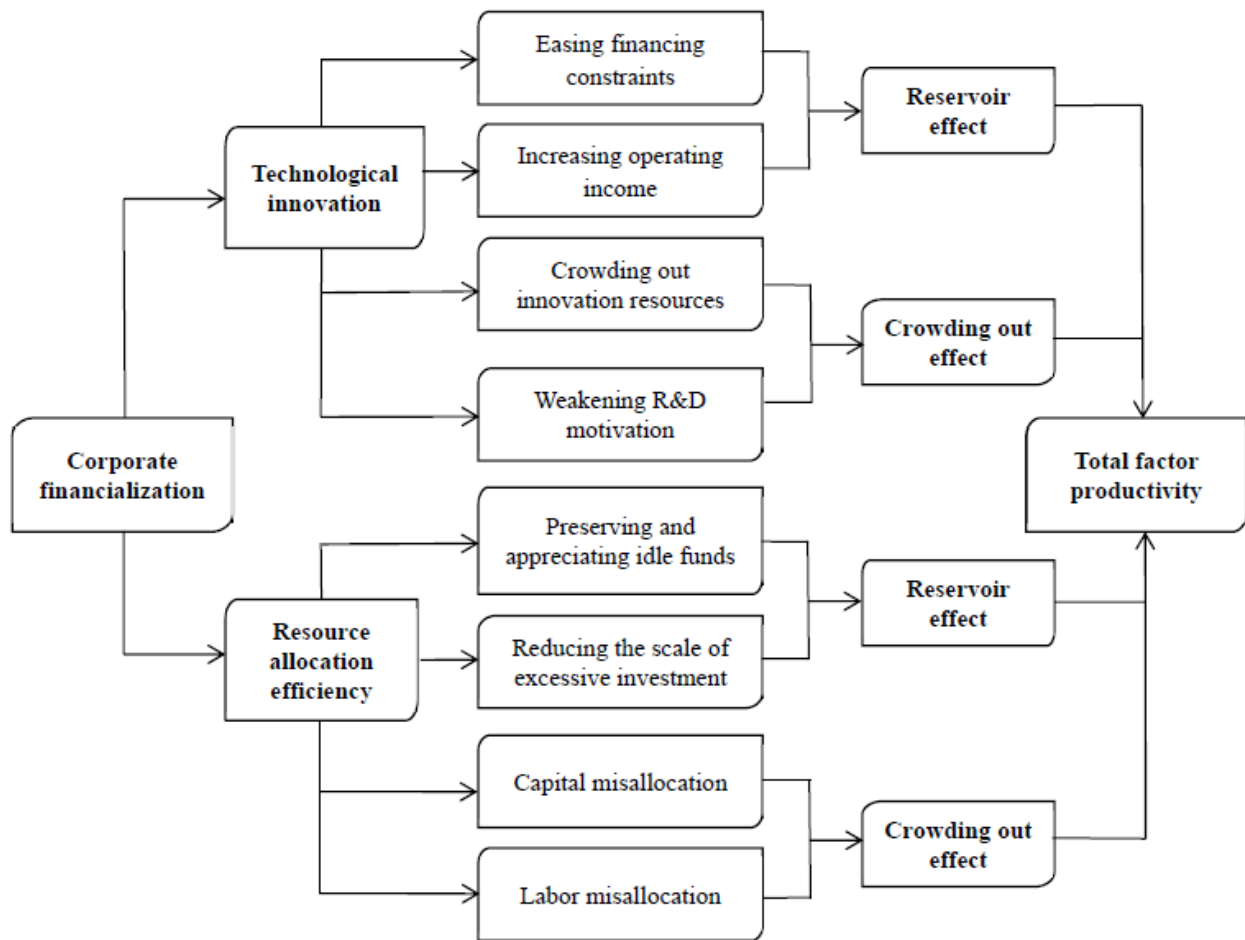 Easing financing
constraints
Reservoir
effect
Technological
innovation
Increasing operating
income
Crowding out
innovation resources
Crowding out
effect
Weakening R&D
motivation
Corporate
financialization
Total factor
productivity
Preserving and
appreciating idle funds
Reservoir
effect
Resource
allocation
efficiency
Reducing the scale of
excessive investment
Capital misallocation
Crowding out
effect
Labor misallocation